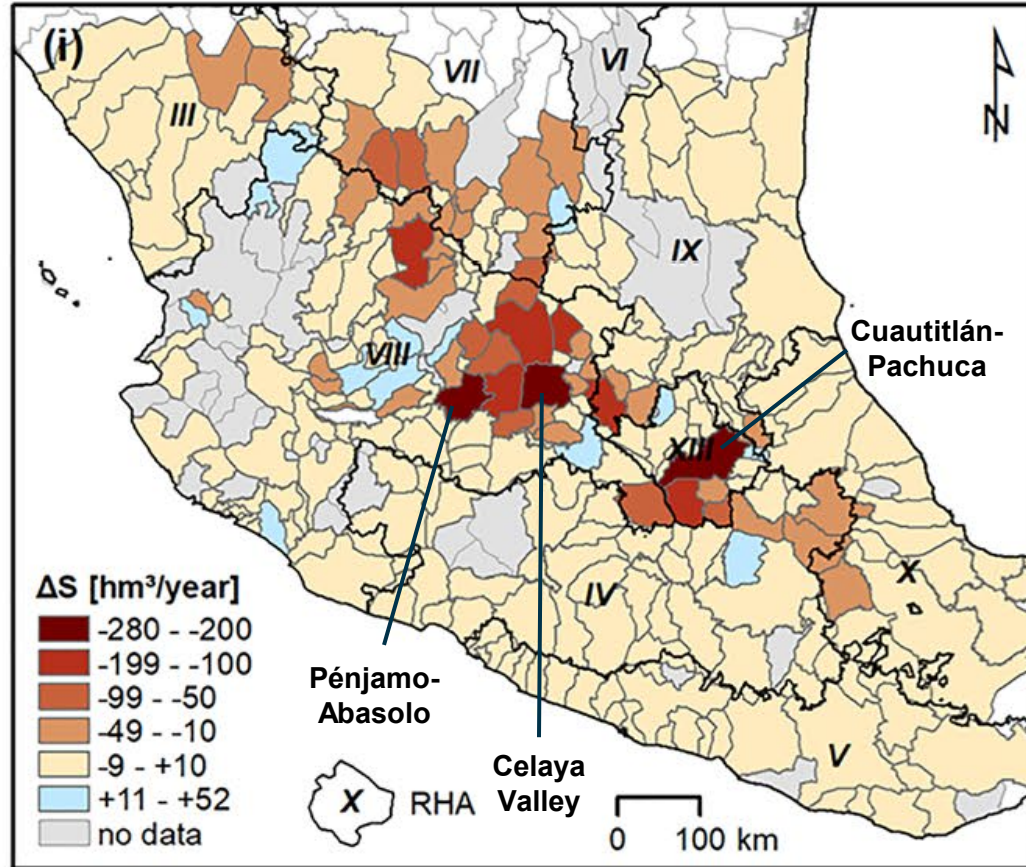 (i)
VII
VI
N
III
IX
Cuautitlán-
Pachuca
VIII
XIII
ΔS [hm³/year]
-280 - -200
-199 - -100
-99 - -50
-49 - -10
-9 - +10
+11 - +52
no data
IV
X
Pénjamo-
Abasolo
Celaya
Valley
V
X RHA
0 100 km